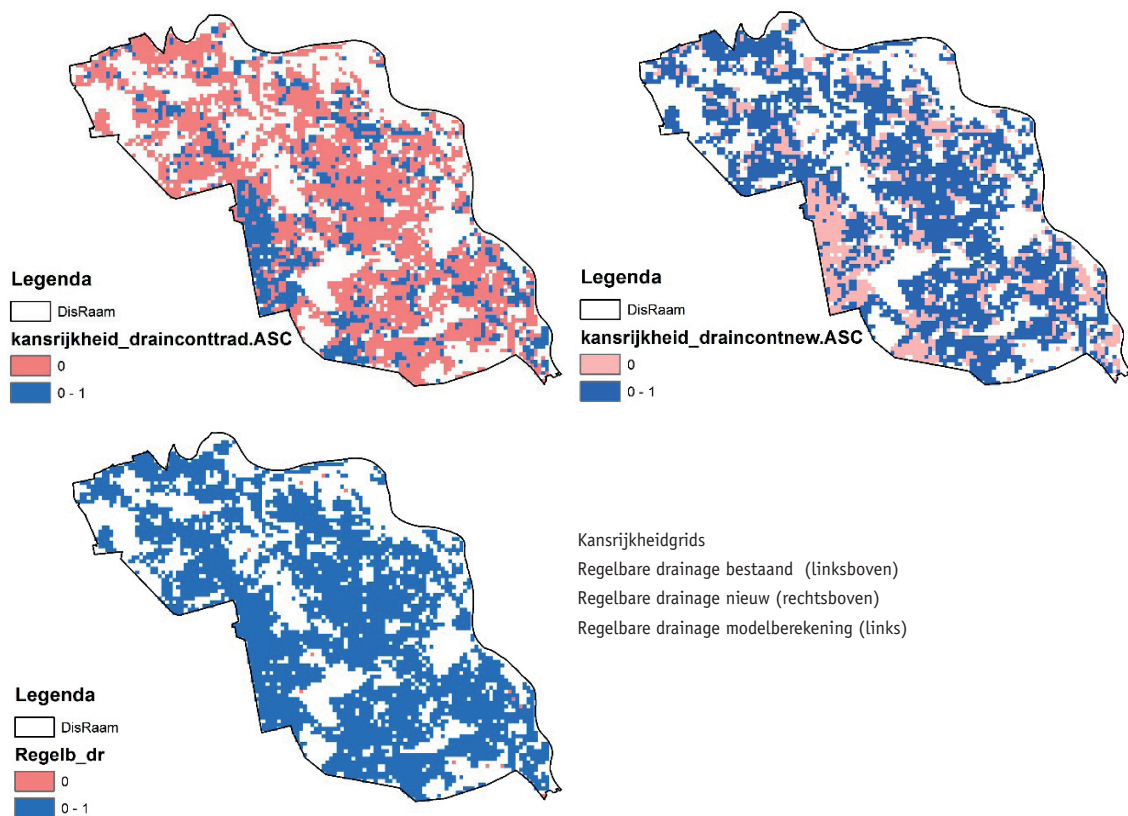 Legenda
DisRaam
kansrijkheid_drainconttrad.ASC
0
0 - 1
Legenda
DisRaam
kansrijkheid_draincontnew.ASC
0
0 - 1
Legenda
DisRaam
Regelb_dr
0
0 - 1
Kansrijkheidgrids
Regelbare drainage bestaand (linksboven)
Regelbare drainage nieuw (rechtsboven)
Regelbare drainage modelberekening (links)